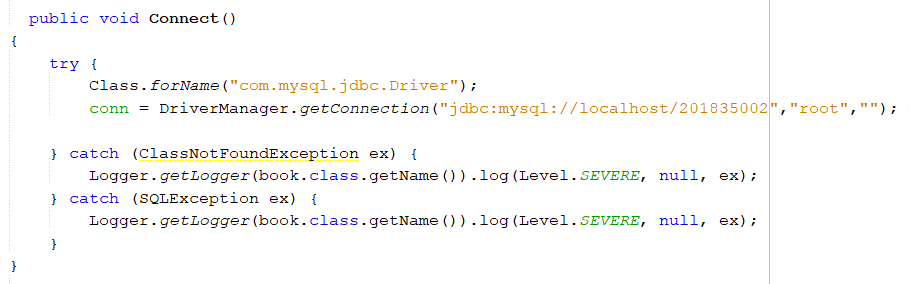 public void Connect()
{
try {
Class.forName("com.mysql.jdbc.Driver");
conn = DriverManager.getConnection("jdbc:mysql://localhost/201835002","root","");
} catch (ClassNotFoundException ex) {
Logger.getLogger(book.class.getName()).log(Level.SEVERE, null, ex);
} catch (SQLException ex) {
Logger.getLogger(book.class.getName()).log(Level.SEVERE, null, ex);
}
}